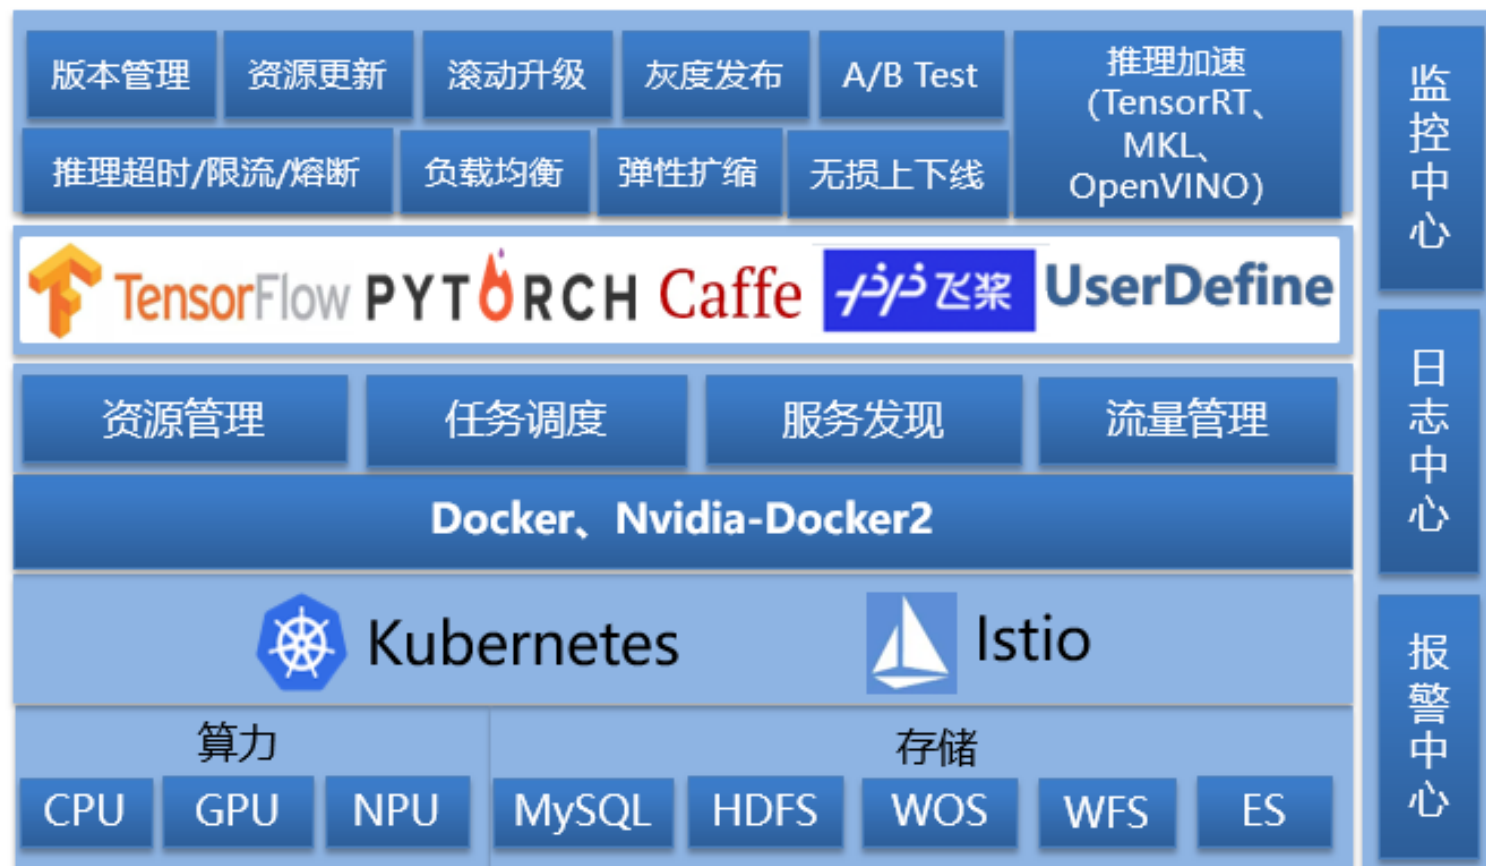 版本管理
资源更新
滚动升级
灰度发布
A/B Test
推理加速
(TensorRT、
MKL、
OpenVINO)
推理超时/限流/熔断
负载均衡
弹性扩缩
无损上下线
TensorFlow
PYTORCH
Caffe
飞桨
UserDefine
资源管理
任务调度
服务发现
流量管理
Docker、Nvidia-Docker2
Kubernetes
Istio
算力
存储
CPU
GPU
NPU
MySQL
HDFS
WOS
WFS
ES
监控中心
日志中心
报警中心